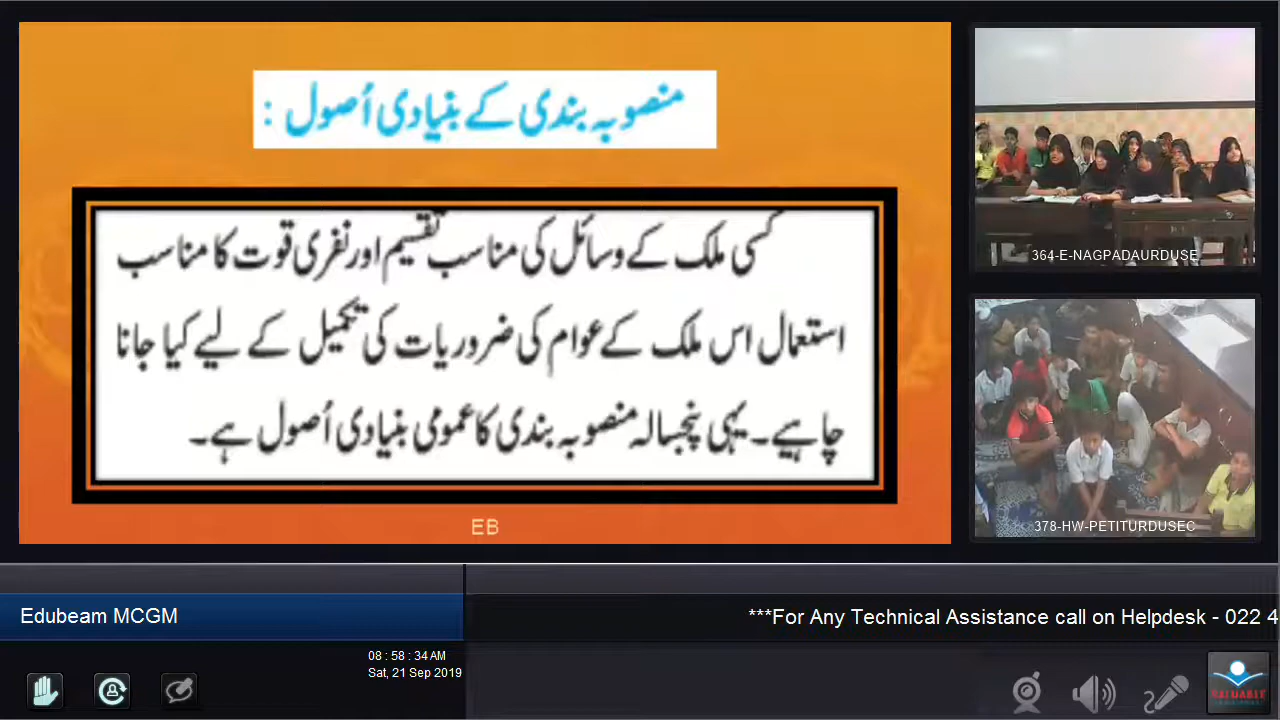 منصوبہ بندی کے بنیادی اُصول :
کسی ملک کے وسائل کی مناسب تقسیم اور نفری قوت کا مناسب
استعمال اس ملک کے عوام کی ضروریات کی تکمیل کے لیے کیا جانا
چاہیے۔ یہی پنجسالہ منصوبہ بندی کا عمومی بنیادی اُصول ہے۔
EB
364-E-NAGPADAURDUSE
378-HW-PETITURDUSEC
Edubeam MCGM
***For Any Technical Assistance call on Helpdesk - 022 4
08 : 58 : 34 AM
Sat, 21 Sep 2019
VALUABLE